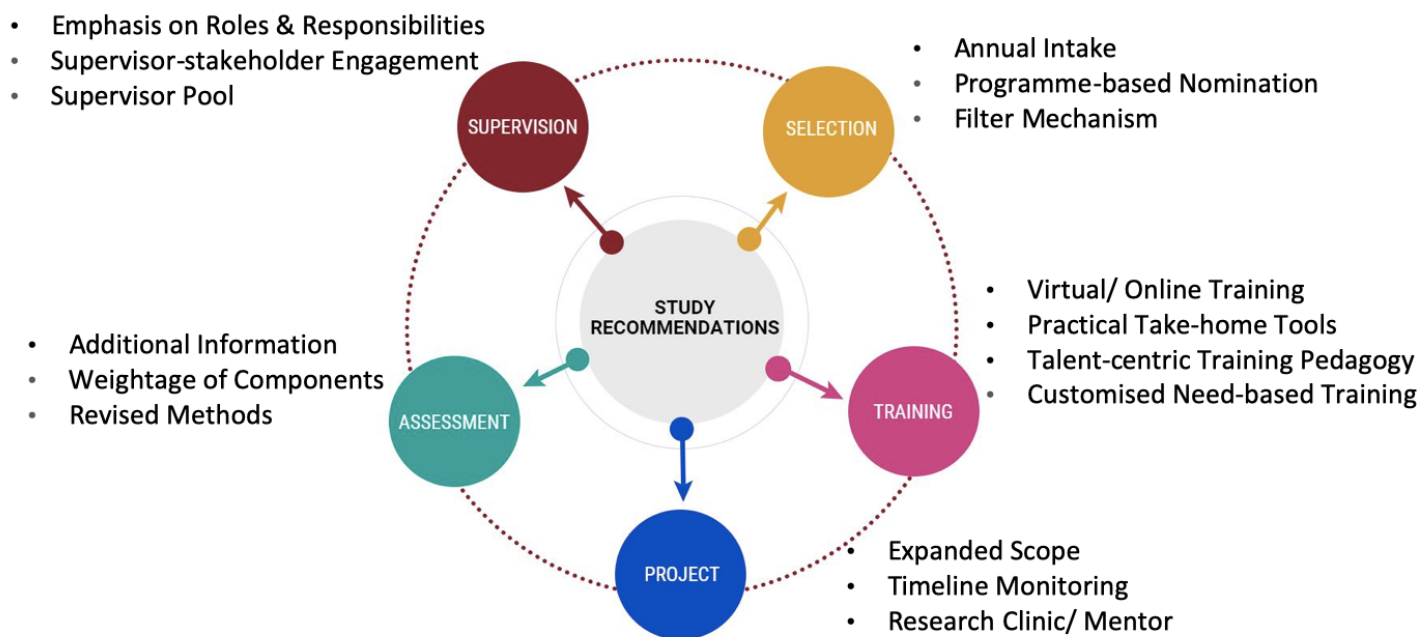 • Emphasis on Roles & Responsibilities
• Supervisor-stakeholder Engagement
• Supervisor Pool
SUPERVISION
SELECTION
• Annual Intake
• Programme-based Nomination
• Filter Mechanism
STUDY
RECOMMENDATIONS
• Virtual/ Online Training
• Practical Take-home Tools
• Talent-centric Training Pedagogy
• Customised Need-based Training
TRAINING
• Additional Information
• Weightage of Components
• Revised Methods
ASSESSMENT
PROJECT
• Expanded Scope
• Timeline Monitoring
• Research Clinic/ Mentor